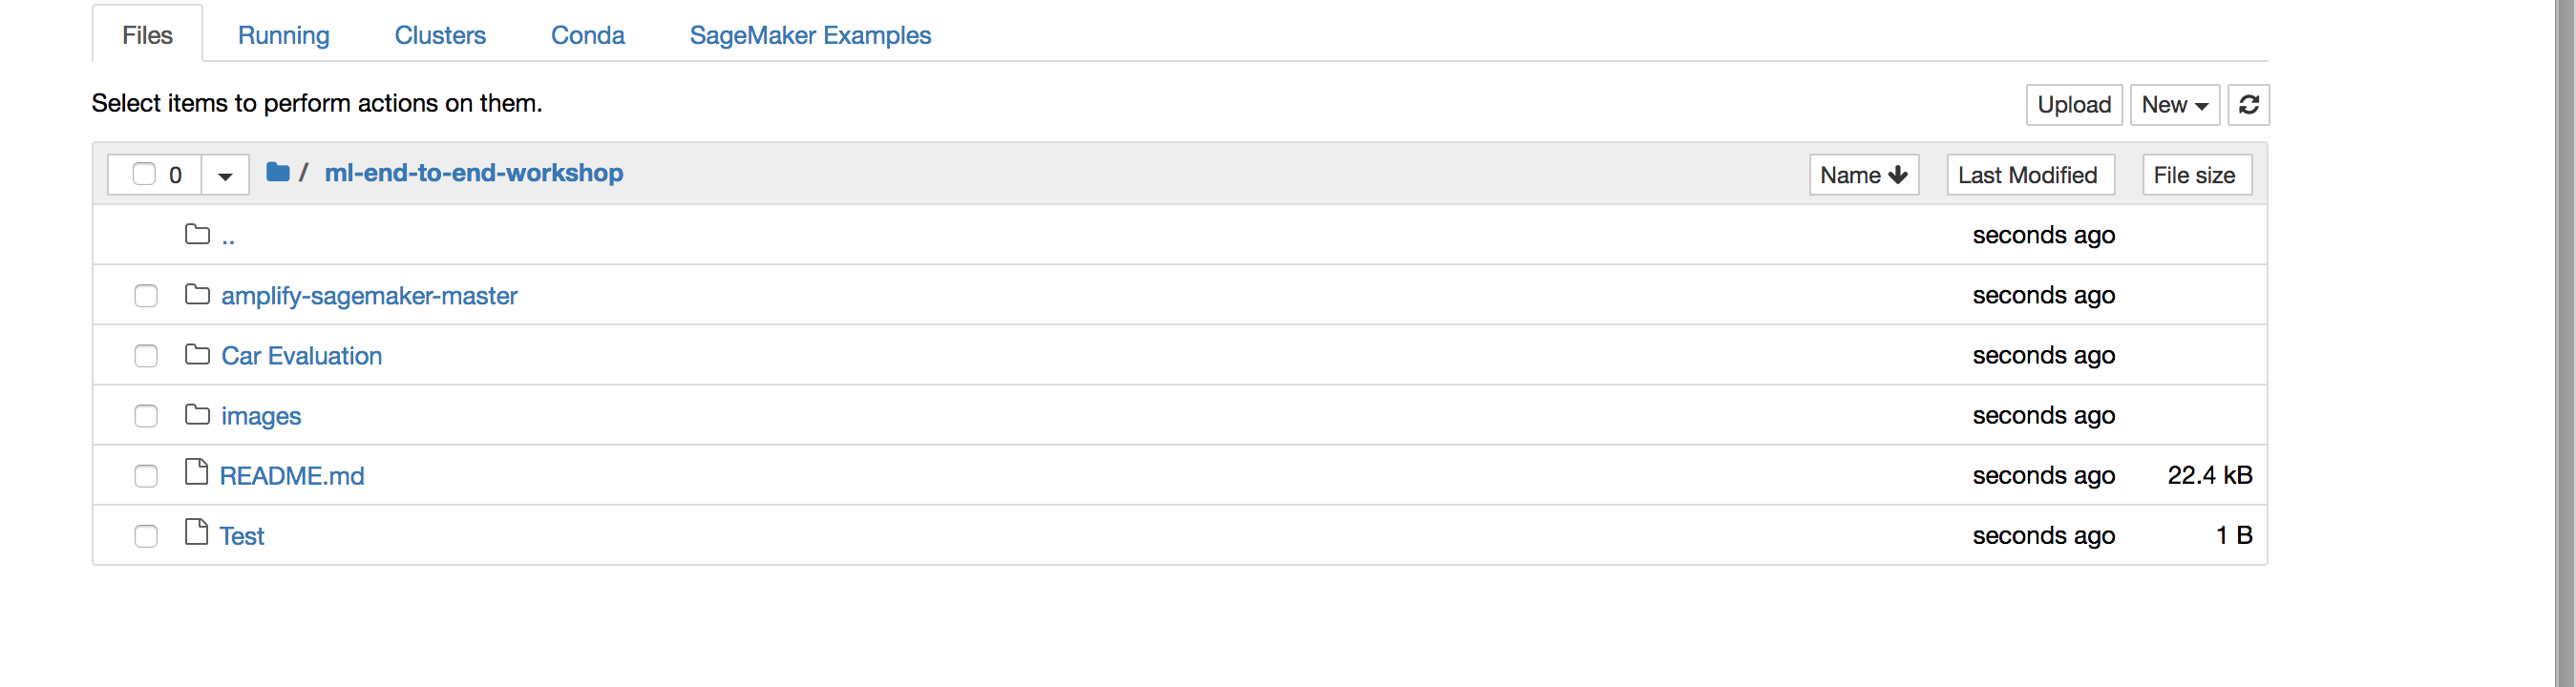 Files Running Clusters Conda SageMaker Examples
Select items to perform actions on them. Upload New
0 / ml-end-to-end-workshop Name Last Modified File size
.. seconds ago
amplify-sagemaker-master seconds ago
Car Evaluation seconds ago
images seconds ago
README.md seconds ago 22.4 kB
Test seconds ago 1 B